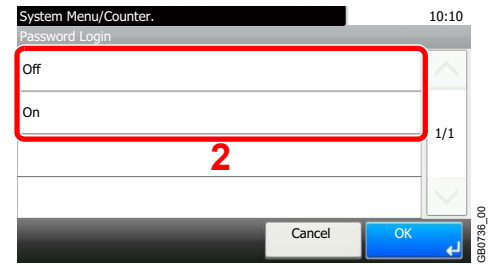 System Menu/Counter.
10:10
Password Login
Off
On
1/1
2
Cancel
OK
GB0736_00